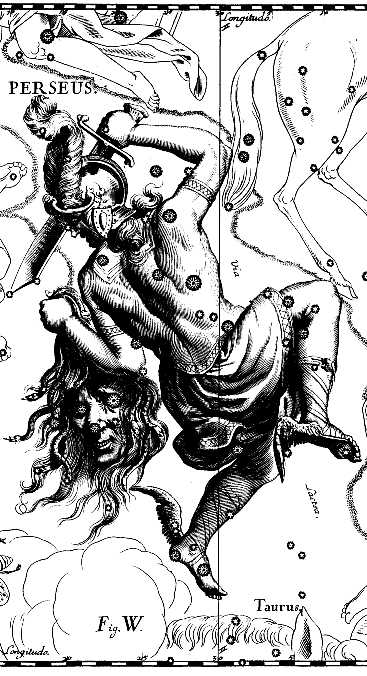 Longitudo.
PERSEUS.
Via
Lactea.
Taurus.
Fig. W.
Longitudo.